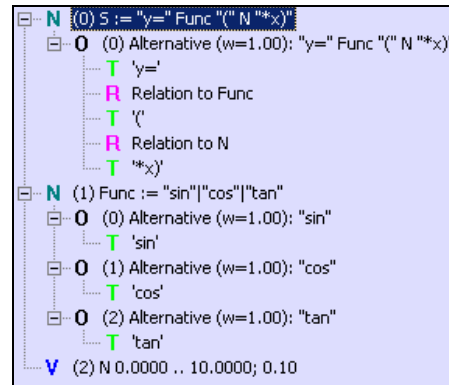 N (0) S := "y=" Func "(" N "*x)"
O (0) Alternative (w=1.00): "y=" Func "(" N "*x)"
T 'y='
R Relation to Func
T '('
R Relation to N
T '*x)'
N (1) Func := "sin"|"cos"|"tan"
O (0) Alternative (w=1.00): "sin"
T 'sin'
O (1) Alternative (w=1.00): "cos"
T 'cos'
O (2) Alternative (w=1.00): "tan"
T 'tan'
V (2) N 0.0000 .. 10.0000; 0.10